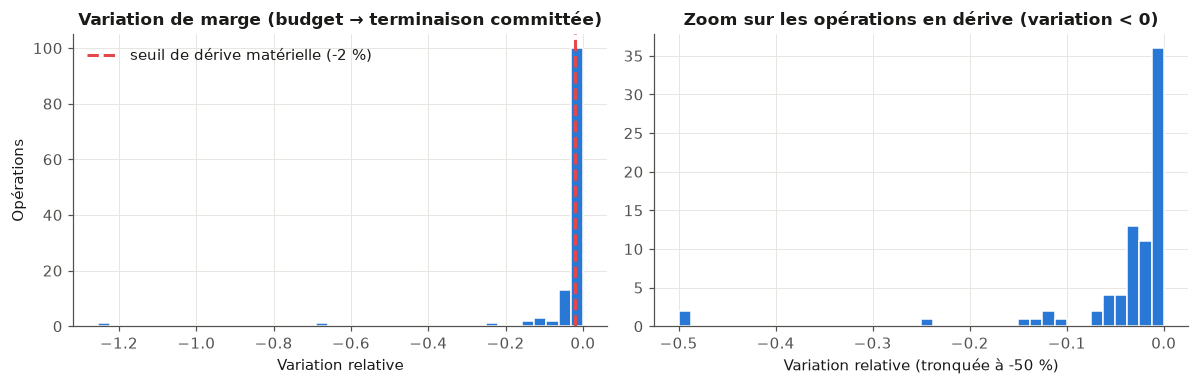 Variation de marge (budget → terminaison committée)
seuil de dérive matérielle (-2 %)
Opérations
100
80
60
40
20
0
−1.2 −1.0 −0.8 −0.6 −0.4 −0.2 0.0
Variation relative
Zoom sur les opérations en dérive (variation < 0)
35
30
25
20
15
10
5
0
−0.5 −0.4 −0.3 −0.2 −0.1 0.0
Variation relative (tronquée à -50 %)